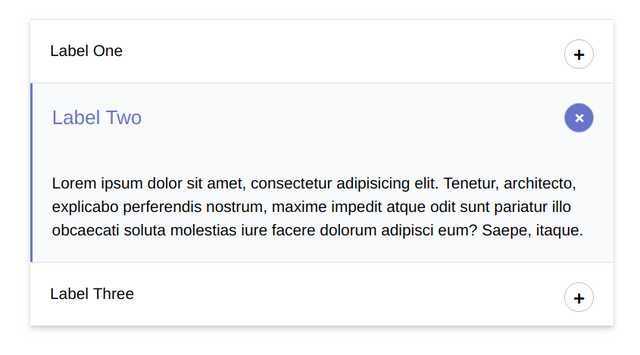 Label One
Label Two
Lorem ipsum dolor sit amet, consectetur adipisicing elit. Tenetur, architecto,
explicabo perferendis nostrum, maxime impedit atque odit sunt pariatur illo
obcaecati soluta molestias iure facere dolorum adipisci eum? Saepe, itaque.
Label Three